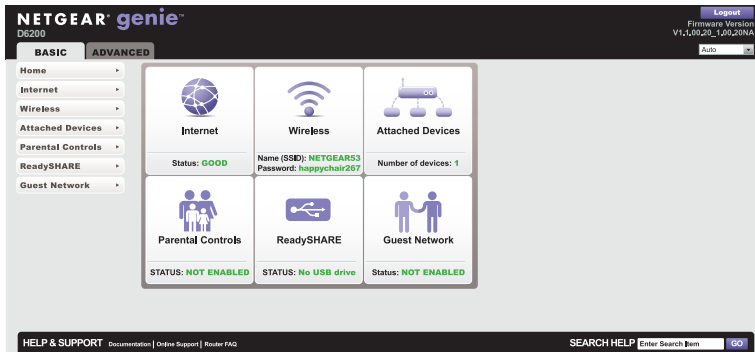 NETGEAR® genie™
D6200
Logout
Firmware Version
V1.1.00.20_1.00.20NA
BASIC
ADVANCED
Auto
Home
Internet
Wireless
Attached Devices
Parental Controls
ReadySHARE
Guest Network
Internet
Status: GOOD
Wireless
Name (SSID): NETGEAR53
Password: happychair267
Attached Devices
Number of devices: 1
Parental Controls
STATUS: NOT ENABLED
ReadySHARE
STATUS: No USB drive
Guest Network
Status: NOT ENABLED
HELP & SUPPORT Documentation | Online Support | Router FAQ
SEARCH HELP Enter Search Item GO